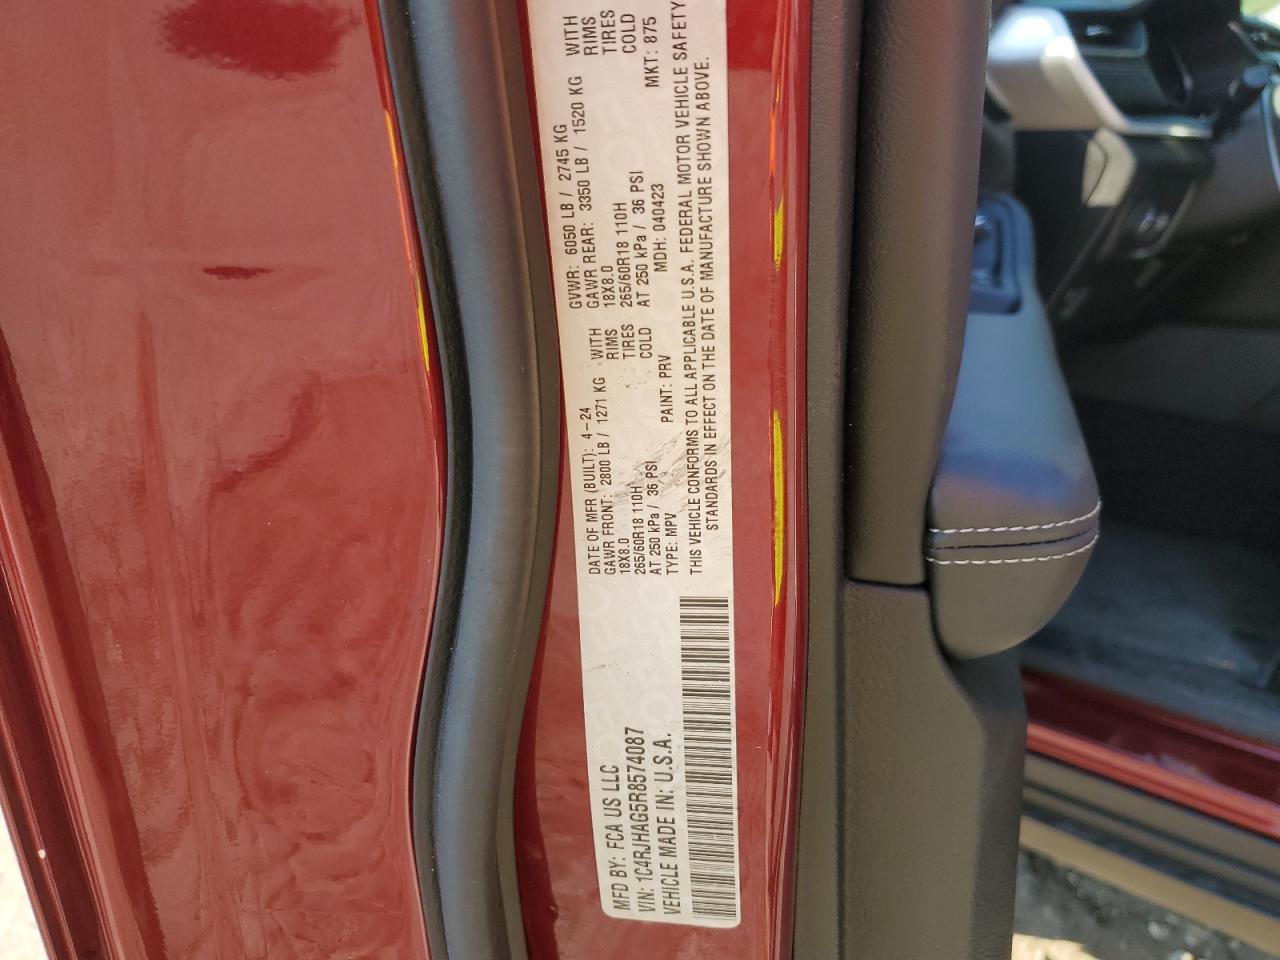 MFD BY: FCA US LLC
VIN: 1C4RJHAG5R8574087
VEHICLE MADE IN: U.S.A.
DATE OF MFR (BUILT): 4-24 GVWR: 6050 LB / 2745 KG
GAWR FRONT: 2800 LB / 1271 KG WITH GAWR REAR: 3350 LB / 1520 KG WITH
18X8.0 RIMS 18X8.0 RIMS
265/60R18 110H TIRES 265/60R18 110H TIRES
AT 250 kPa / 36 PSI COLD AT 250 kPa / 36 PSI COLD
TYPE: MPV PAINT: PRV MDH: 040423 MKT: 875
THIS VEHICLE CONFORMS TO ALL APPLICABLE U.S.A. FEDERAL MOTOR VEHICLE SAFETY
STANDARDS IN EFFECT ON THE DATE OF MANUFACTURE SHOWN ABOVE.